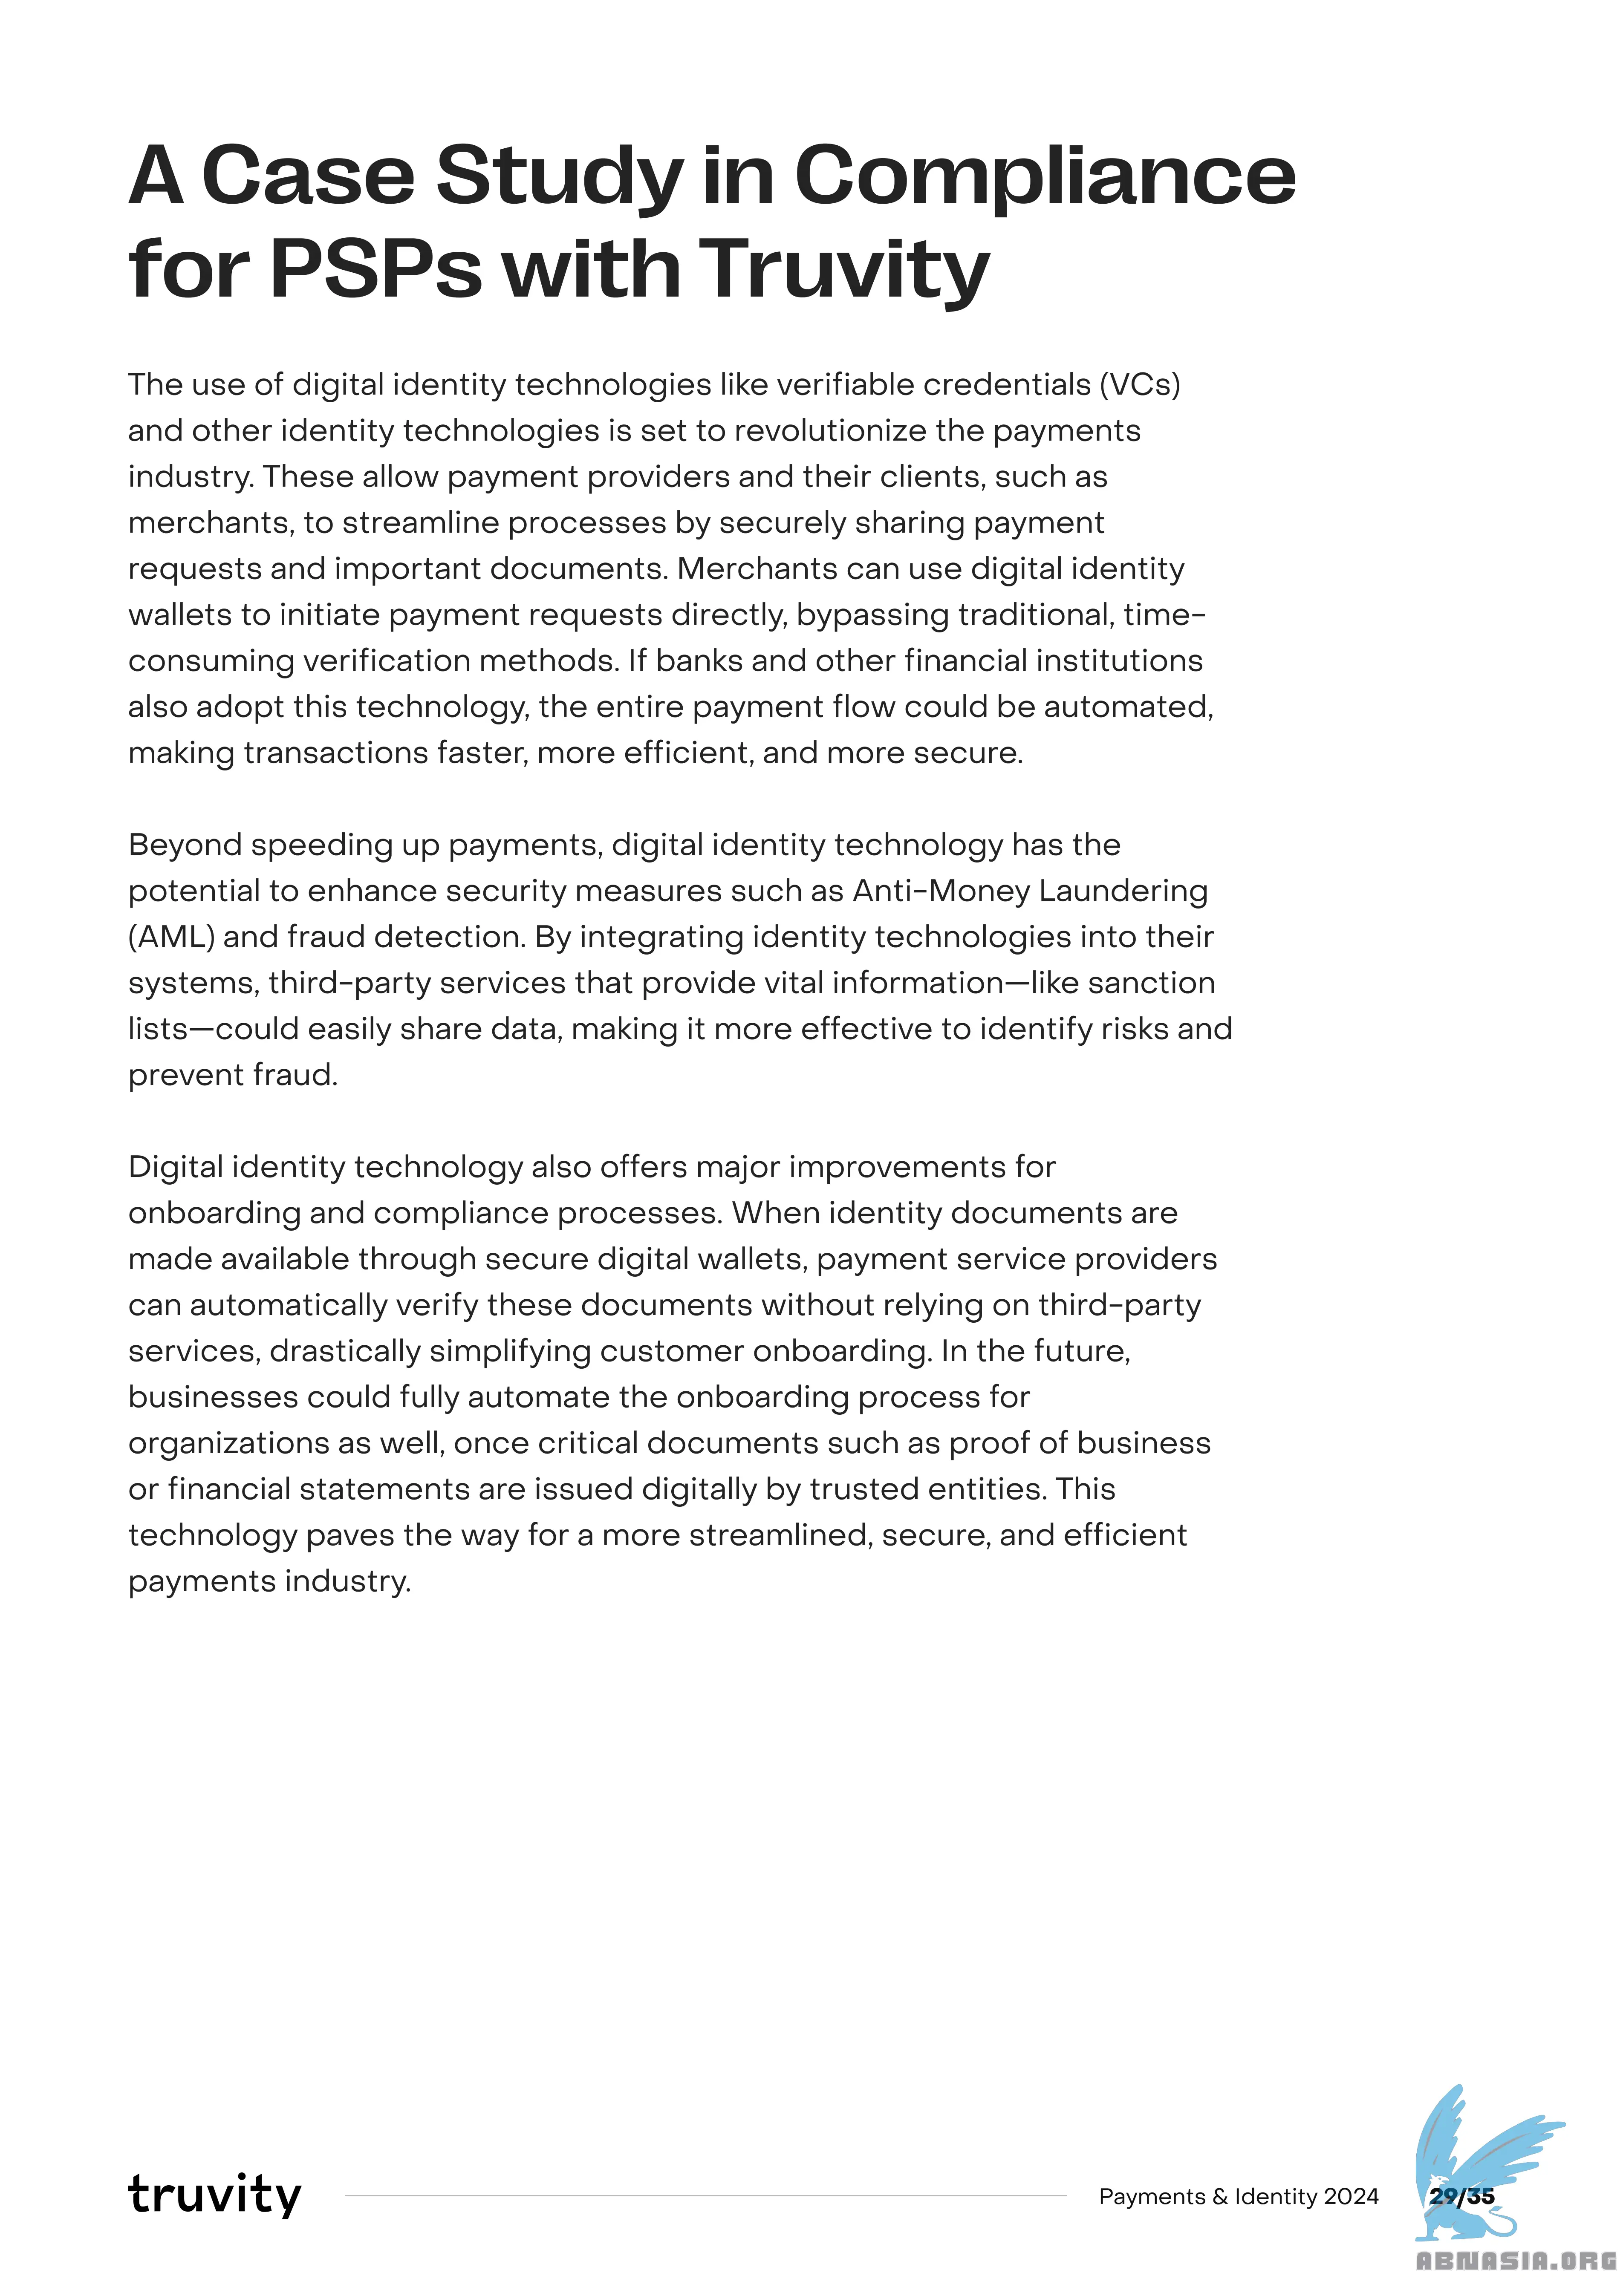 A Case Study in Compliance
for PSPs with Truvity
The use of digital identity technologies like verifiable credentials (VCs)
and other identity technologies is set to revolutionize the payments
industry. These allow payment providers and their clients, such as
merchants, to streamline processes by securely sharing payment
requests and important documents. Merchants can use digital identity
wallets to initiate payment requests directly, bypassing traditional, time-
consuming verification methods. If banks and other financial institutions
also adopt this technology, the entire payment flow could be automated,
making transactions faster, more efficient, and more secure.
Beyond speeding up payments, digital identity technology has the
potential to enhance security measures such as Anti-Money Laundering
(AML) and fraud detection. By integrating identity technologies into their
systems, third-party services that provide vital information—like sanction
lists—could easily share data, making it more effective to identify risks and
prevent fraud.
Digital identity technology also offers major improvements for
onboarding and compliance processes. When identity documents are
made available through secure digital wallets, payment service providers
can automatically verify these documents without relying on third-party
services, drastically simplifying customer onboarding. In the future,
businesses could fully automate the onboarding process for
organizations as well, once critical documents such as proof of business
or financial statements are issued digitally by trusted entities. This
technology paves the way for a more streamlined, secure, and efficient
payments industry.
truvity
Payments & Identity 2024
29/35
ABNASIA.ORG